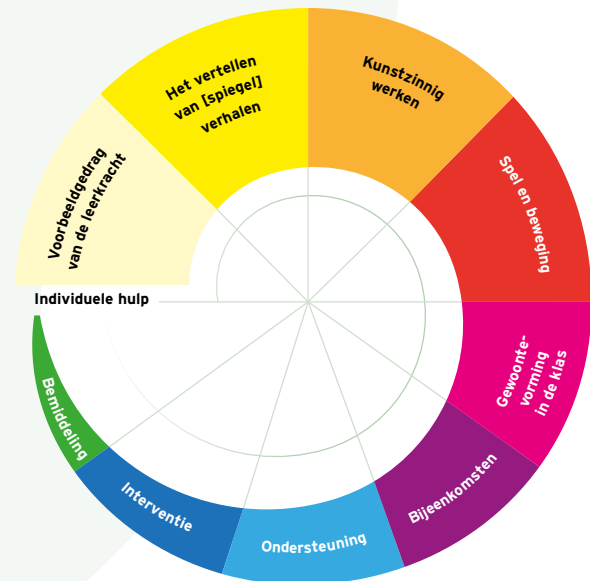 Het vertellen
van [spiegel]
verhalen
Kunstzinnig
werken
Spel en beweging
Gewoonte-
vorming
in de klas
Bijeenkomsten
Ondersteuning
Interventie
Bemiddeling
Individuele hulp
Voorbeeldgedrag
van de leerkracht